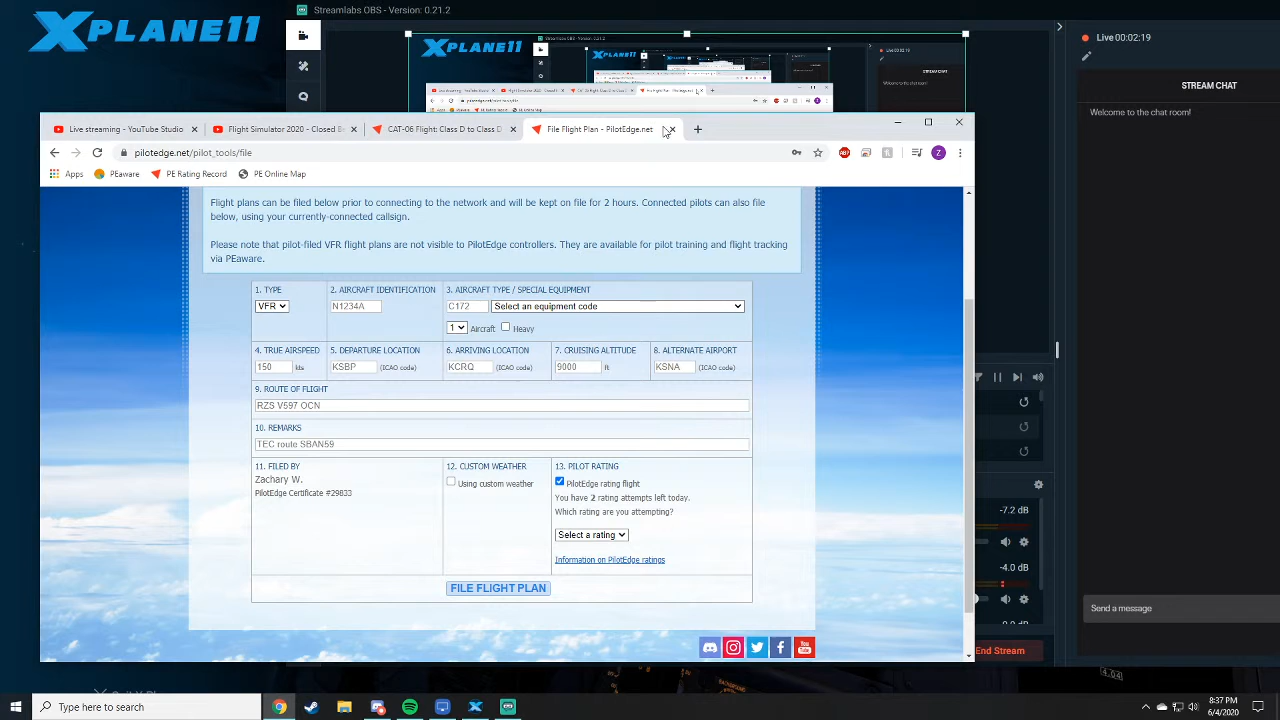 XPLANE11
Streamlabs OBS - Version: 0.21.2
Live 00:02:19
STREAM CHAT
Welcome to the chat room!
Live streaming - YouTube Studio
Flight Simulator 2020 - Closed B
CAT-06 Flight: Class D to Class D
File Flight Plan - PilotEdge.net
pilotedge.net/pilot_tools/file
Apps
PEaware
PE Rating Record
PE Online Map
Flight plans can be filed below prior to connecting to the network and will be kept on file for 2 hours. Connected pilots can also file
below, using your currently-connected callsign.
Please note that pilot-filed VFR flight plans are not visible to PilotEdge controllers. They are available for pilot training and flight tracking
via PEaware.
1. TYPE
2. AIRCRAFT IDENTIFICATION
3. AIRCRAFT TYPE / SPECIAL EQUIPMENT
VFR
N1234A
C172
Select an equipment code
1
Aircraft
Heavy
4. TRUE AIRSPEED
5. DEPARTURE LOCATION
6. ARRIVING LOCATION
7. CRUISING ALTITUDE
8. ALTERNATE AIRPORT
150 kts
KSBP (ICAO code)
KCRQ (ICAO code)
9000 ft
KSNA (ICAO code)
9. ROUTE OF FLIGHT
RZS V597 OCN
10. REMARKS
TEC route SBAN59
11. FILED BY
12. CUSTOM WEATHER
13. PILOT RATING
Zachery W.
PilotEdge Certificate #29833
Using custom weather
PilotEdge rating flight
You have 2 rating attempts left today.
Which rating are you attempting?
Select a rating
Information on PilotEdge ratings
FILE FLIGHT PLAN
-7.2 dB
-4.0 dB
Send a message
End Stream
Type here to search
8:37 PM
6/4/2020